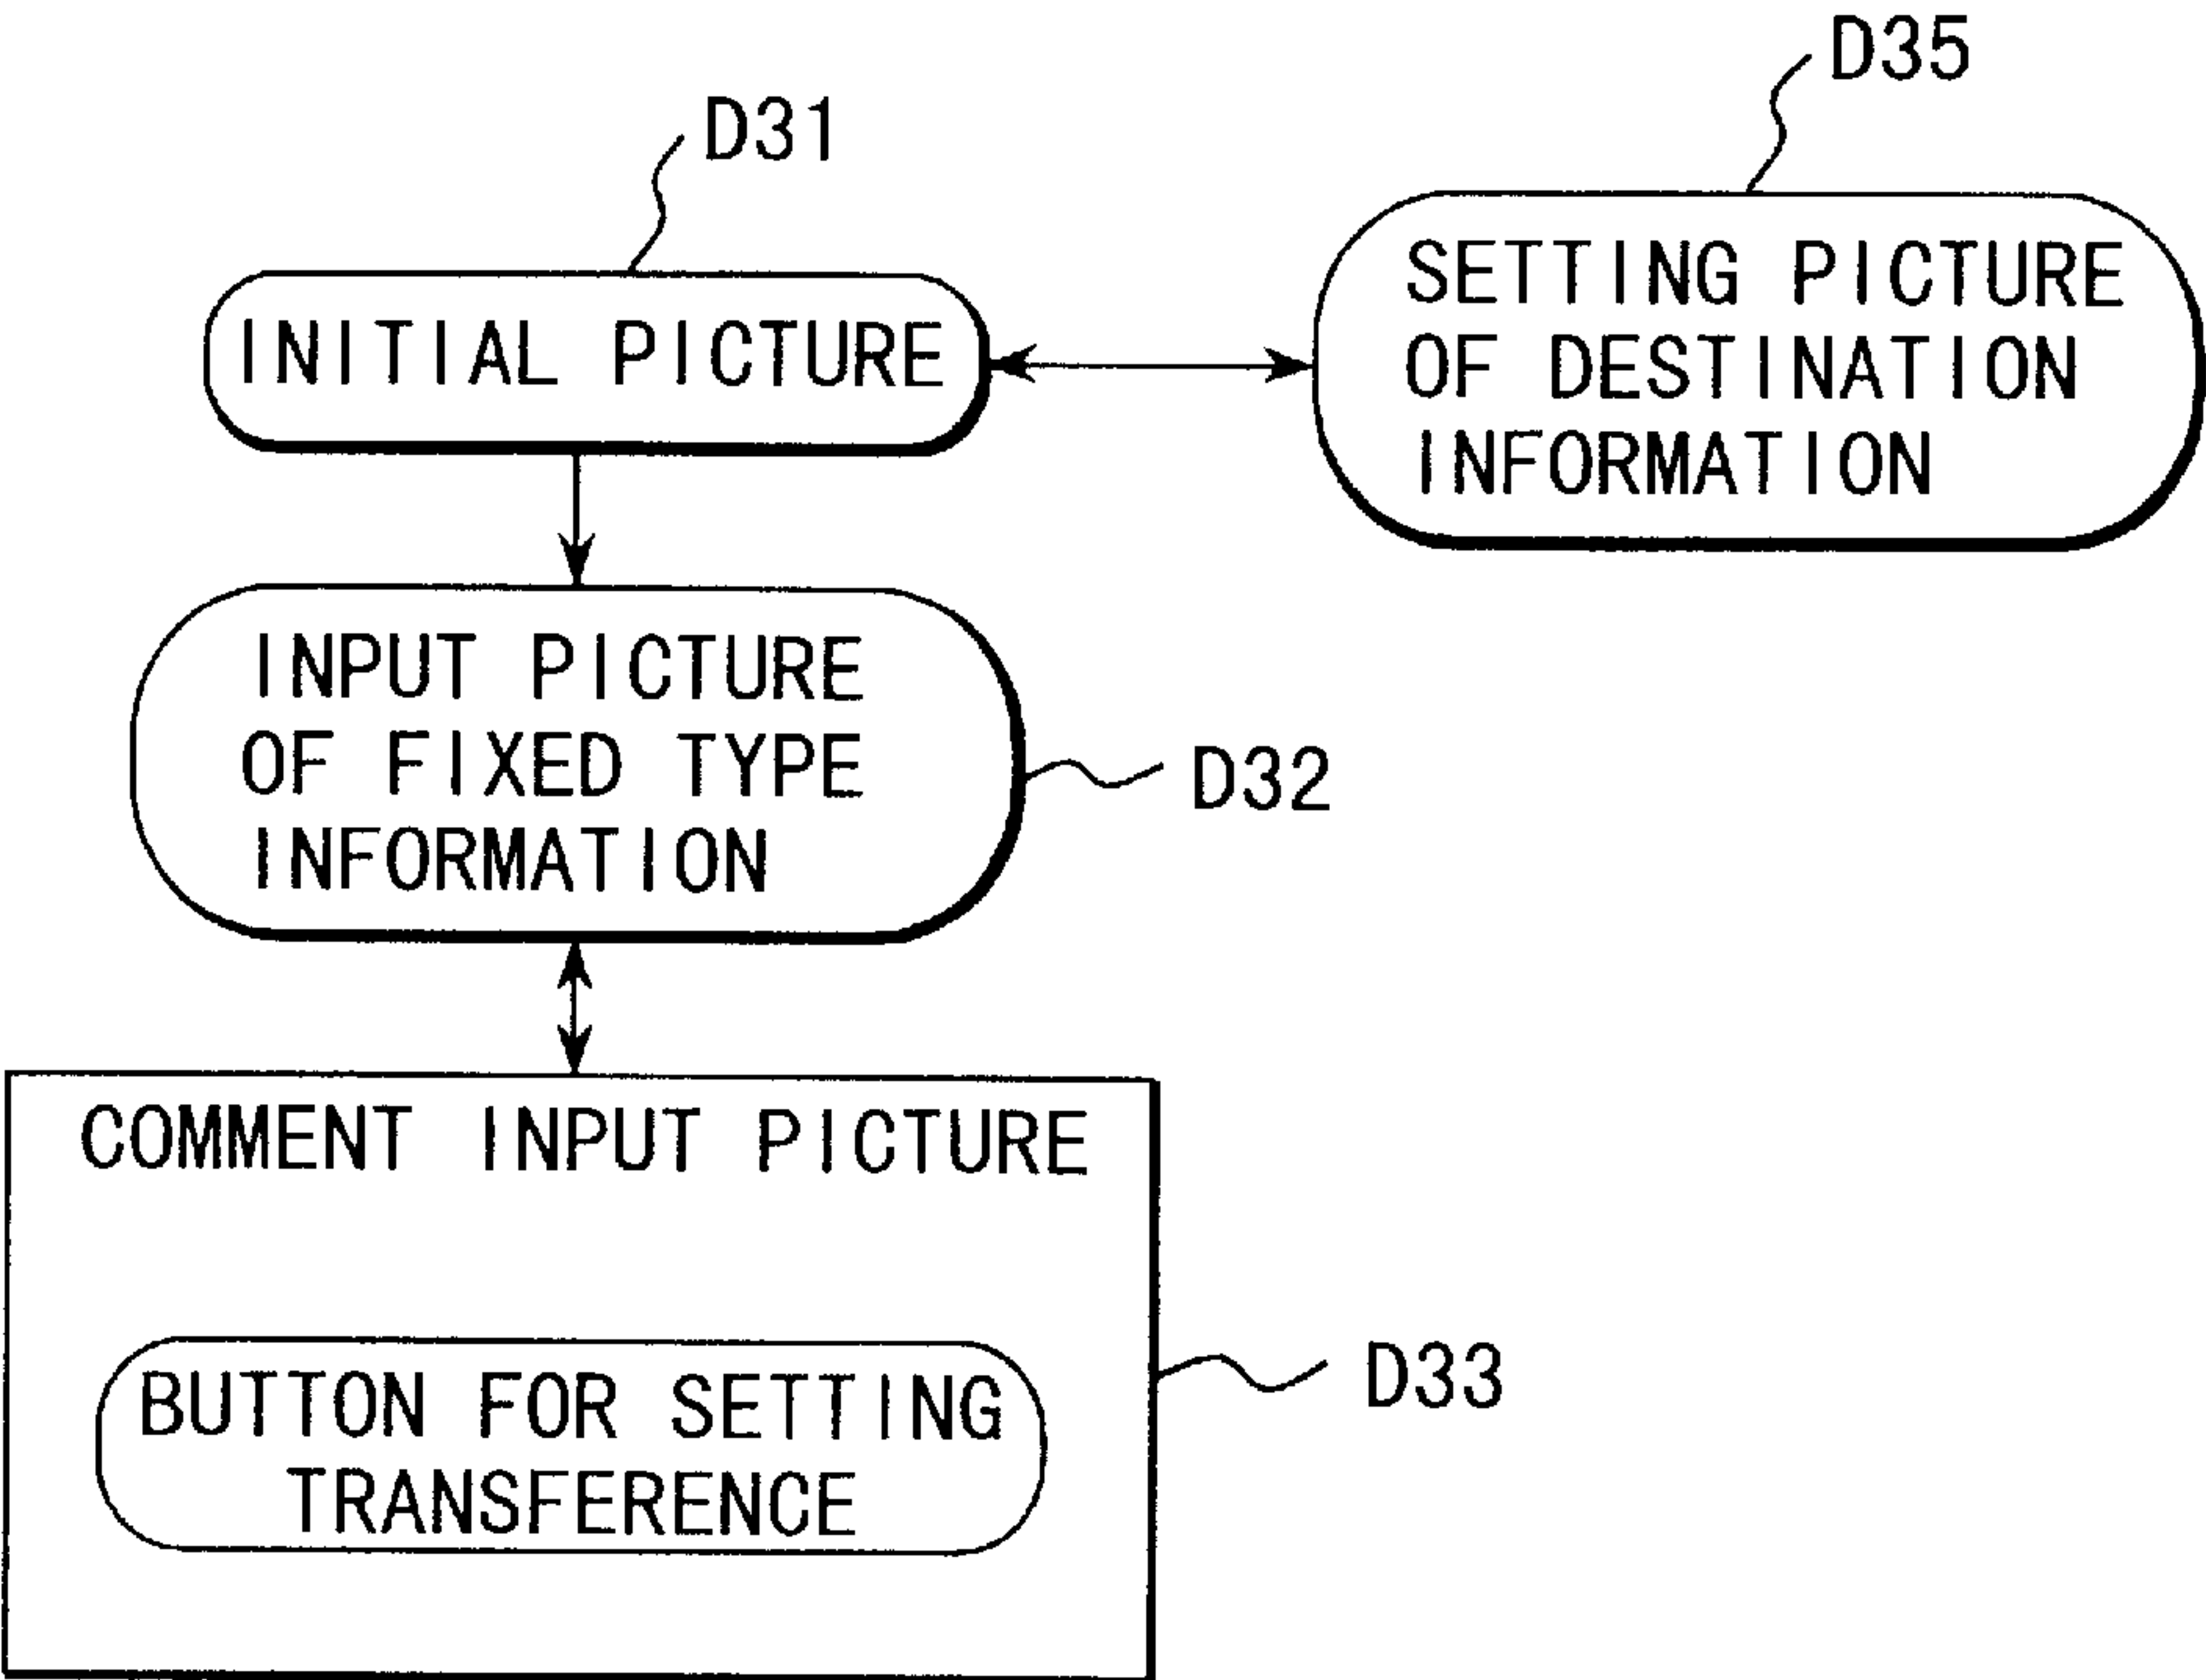 D35
D31
SETTING PICTURE
OF DESTINATION
INFORMATION
INITIAL PICTURE
INPUT PICTURE
OF FIXED TYPE
INFORMATION
D32
COMMENT INPUT PICTURE
D33
BUTTON FOR SETTING
TRANSFERENCE